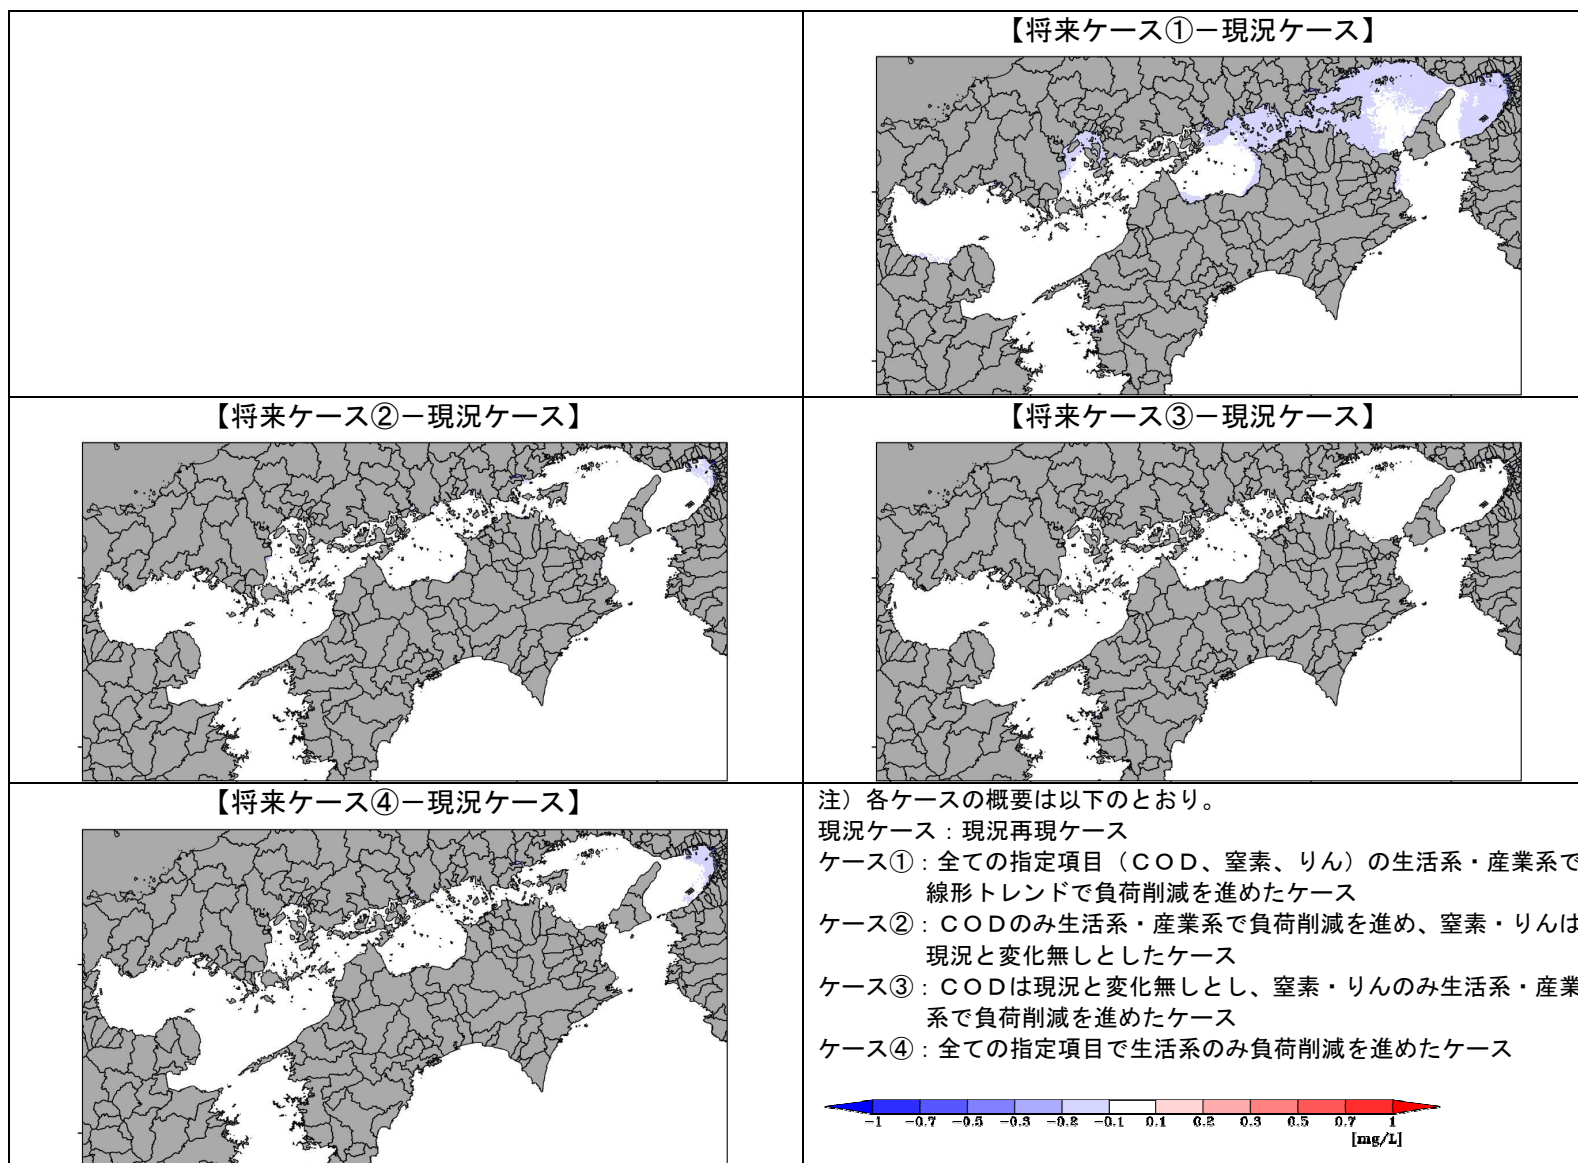 【将来ケース①－現況ケース】
【将来ケース②－現況ケース】
【将来ケース③－現況ケース】
【将来ケース④－現況ケース】
注）各ケースの概要は以下のとおり。
現況ケース：現況再現ケース
ケース①：全ての指定項目（ＣＯＤ、窒素、りん）の生活系・産業系で
線形トレンドで負荷削減を進めたケース
ケース②：ＣＯＤのみ生活系・産業系で負荷削減を進め、窒素・りんは
現況と変化無しとしたケース
ケース③：ＣＯＤは現況と変化無しとし、窒素・りんのみ生活系・産業
系で負荷削減を進めたケース
ケース④：全ての指定項目で生活系のみ負荷削減を進めたケース
-1 -0.7 -0.5 -0.3 -0.2 -0.1 0.1 0.2 0.3 0.5 0.7 1
[mg/L]